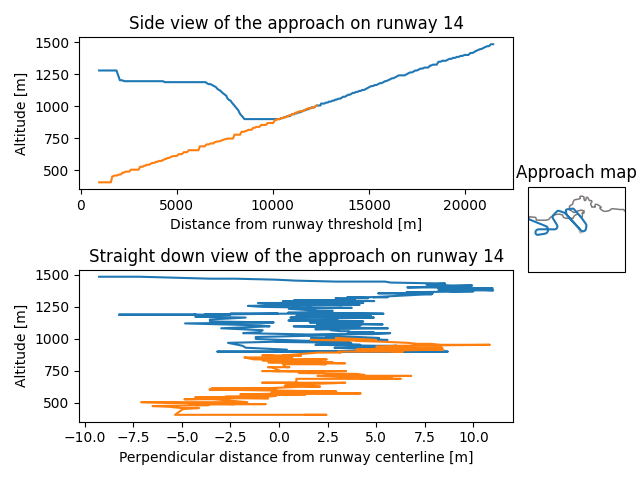 Side view of the approach on runway 14
1500
1250
1000
750
500
Altitude [m]
0 5000 10000 15000 20000
Distance from runway threshold [m]
Approach map
Straight down view of the approach on runway 14
1500
1250
1000
750
500
Altitude [m]
−10.0 −7.5 −5.0 −2.5 0.0 2.5 5.0 7.5 10.0
Perpendicular distance from runway centerline [m]